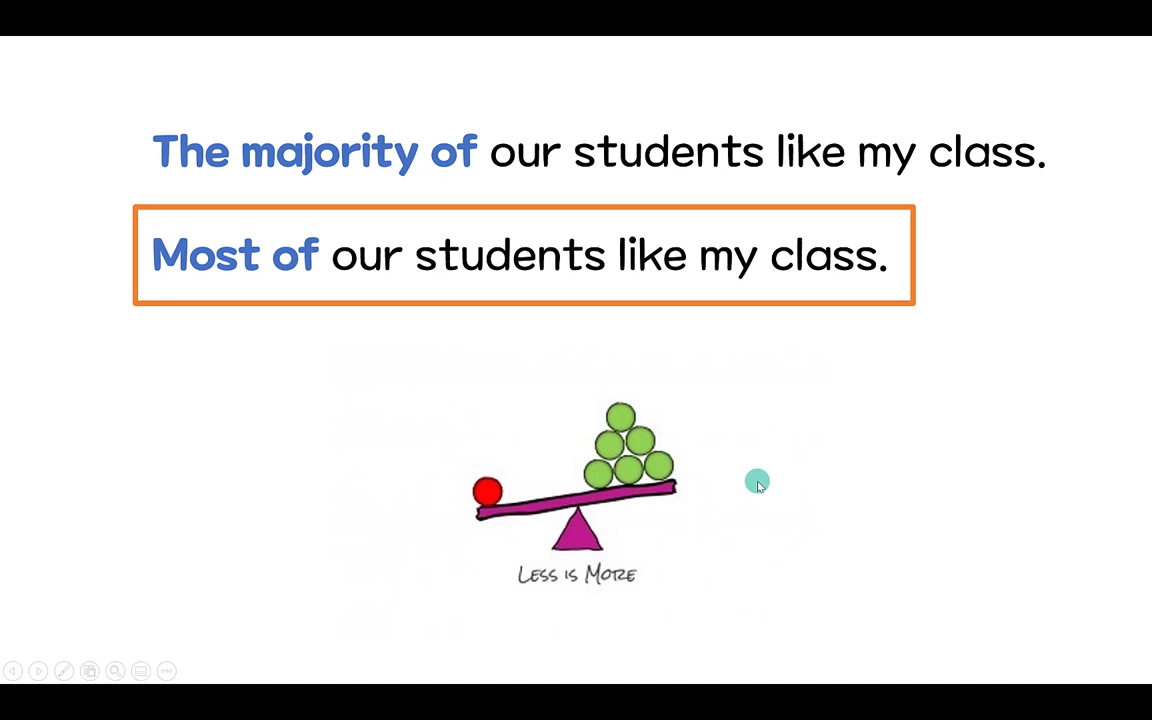 The majority of our students like my class.
Most of our students like my class.
Less is More